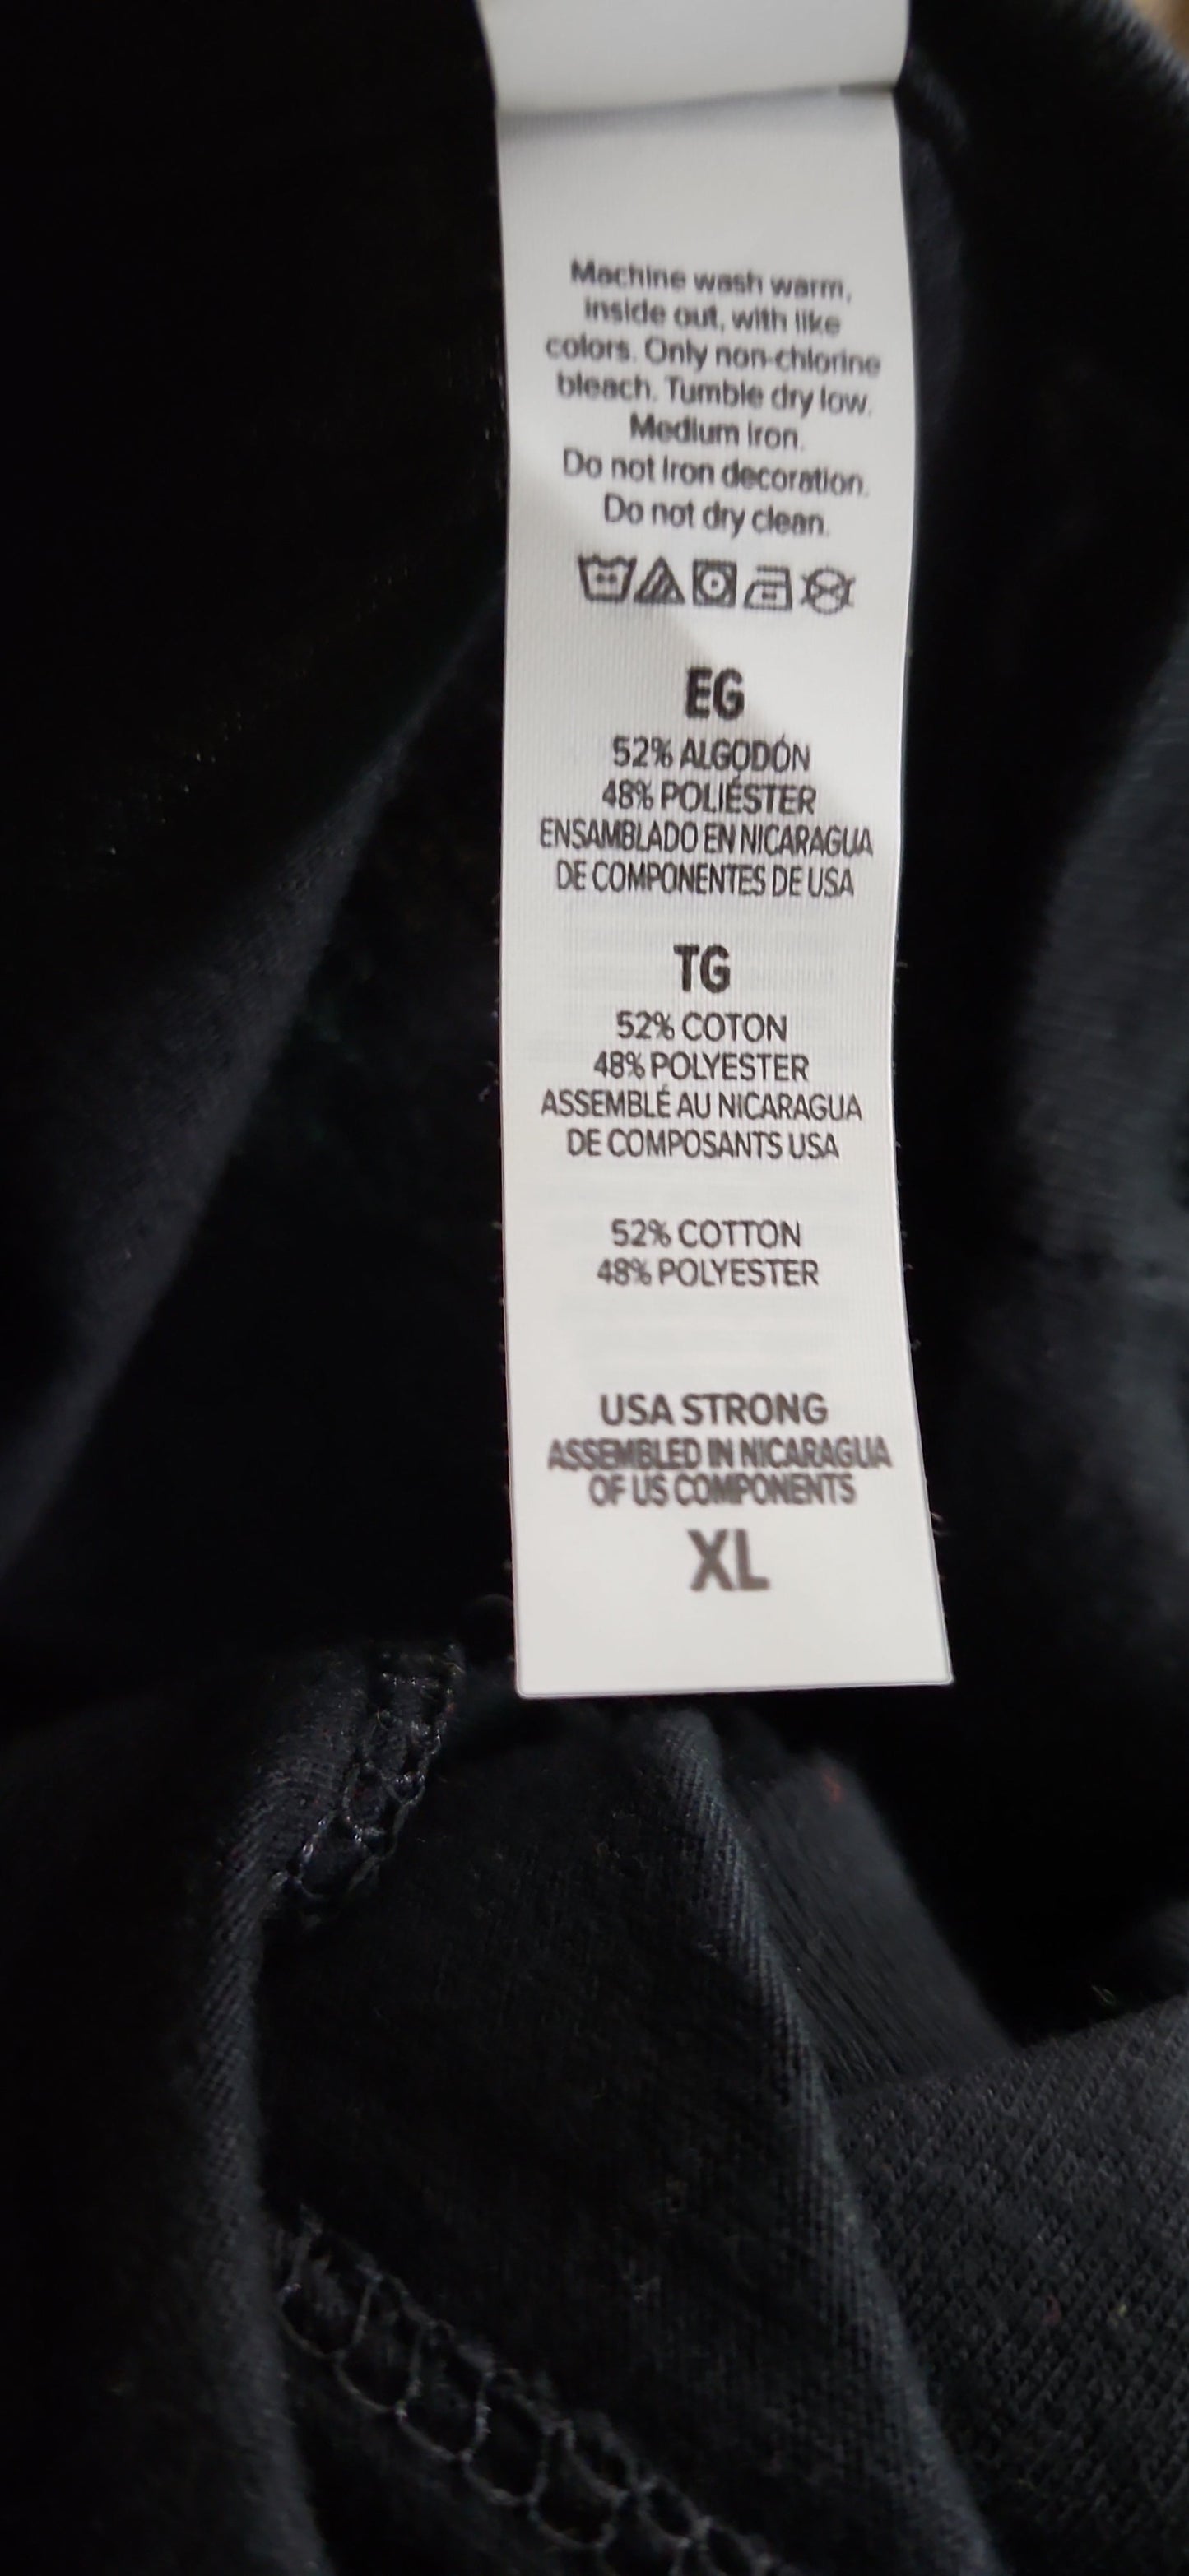 Machine wash warm,
inside out, with like
colors. Only non-chlorine
bleach. Tumble dry low.
Medium iron.
Do not iron decoration.
Do not dry clean.
EG
52% ALGODÓN
48% POLIÉSTER
ENSAMBLADO EN NICARAGUA
DE COMPONENTES DE USA
TG
52% COTON
48% POLYESTER
ASSEMBLÉ AU NICARAGUA
DE COMPOSANTS USA
52% COTTON
48% POLYESTER
USA STRONG
ASSEMBLED IN NICARAGUA
OF US COMPONENTS
XL